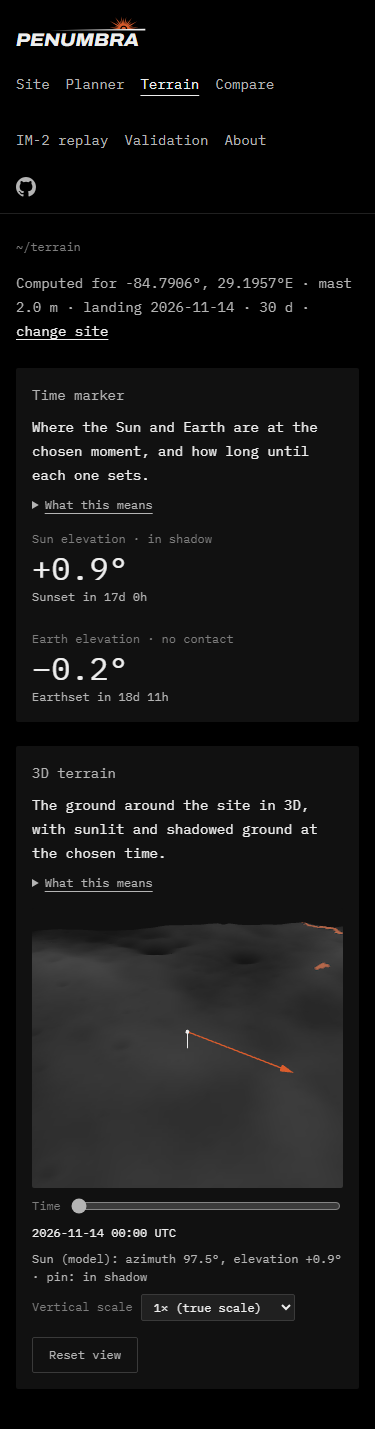 PENUMBRA
Site Planner Terrain Compare
IM-2 replay Validation About
~/terrain
Computed for -84.7906°, 29.1957°E · mast
2.0 m · landing 2026-11-14 · 30 d ·
change site
Time marker
Where the Sun and Earth are at the
chosen moment, and how long until
each one sets.
What this means
Sun elevation · in shadow
+0.9°
Sunset in 17d 0h
Earth elevation · no contact
−0.2°
Earthset in 18d 11h
3D terrain
The ground around the site in 3D,
with sunlit and shadowed ground at
the chosen time.
What this means
Time
2026-11-14 00:00 UTC
Sun (model): azimuth 97.5°, elevation +0.9°
· pin: in shadow
Vertical scale 1× (true scale)
Reset view